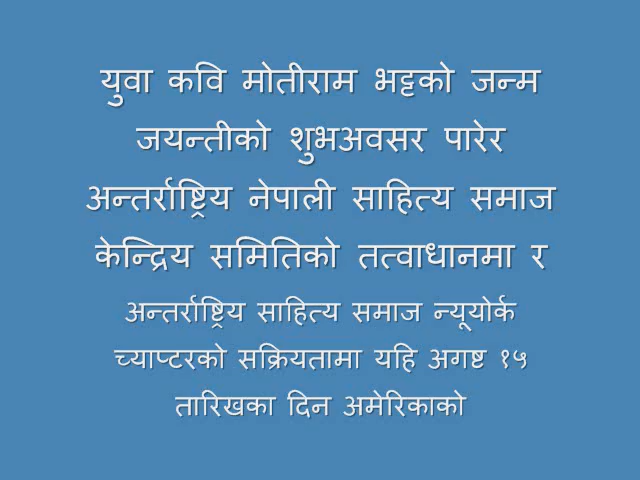 युवा कवि मोतीराम भट्टको जन्म
जयन्तीको शुभअवसर पारेर
अन्तर्राष्ट्रिय नेपाली साहित्य समाज
केन्द्रिय समितिको तत्वाधानमा र
अन्तर्राष्ट्रिय साहित्य समाज न्यूयोर्क
च्याप्टरको सक्रियतामा यहि अगष्ट १५
तारिखका दिन अमेरिकाको